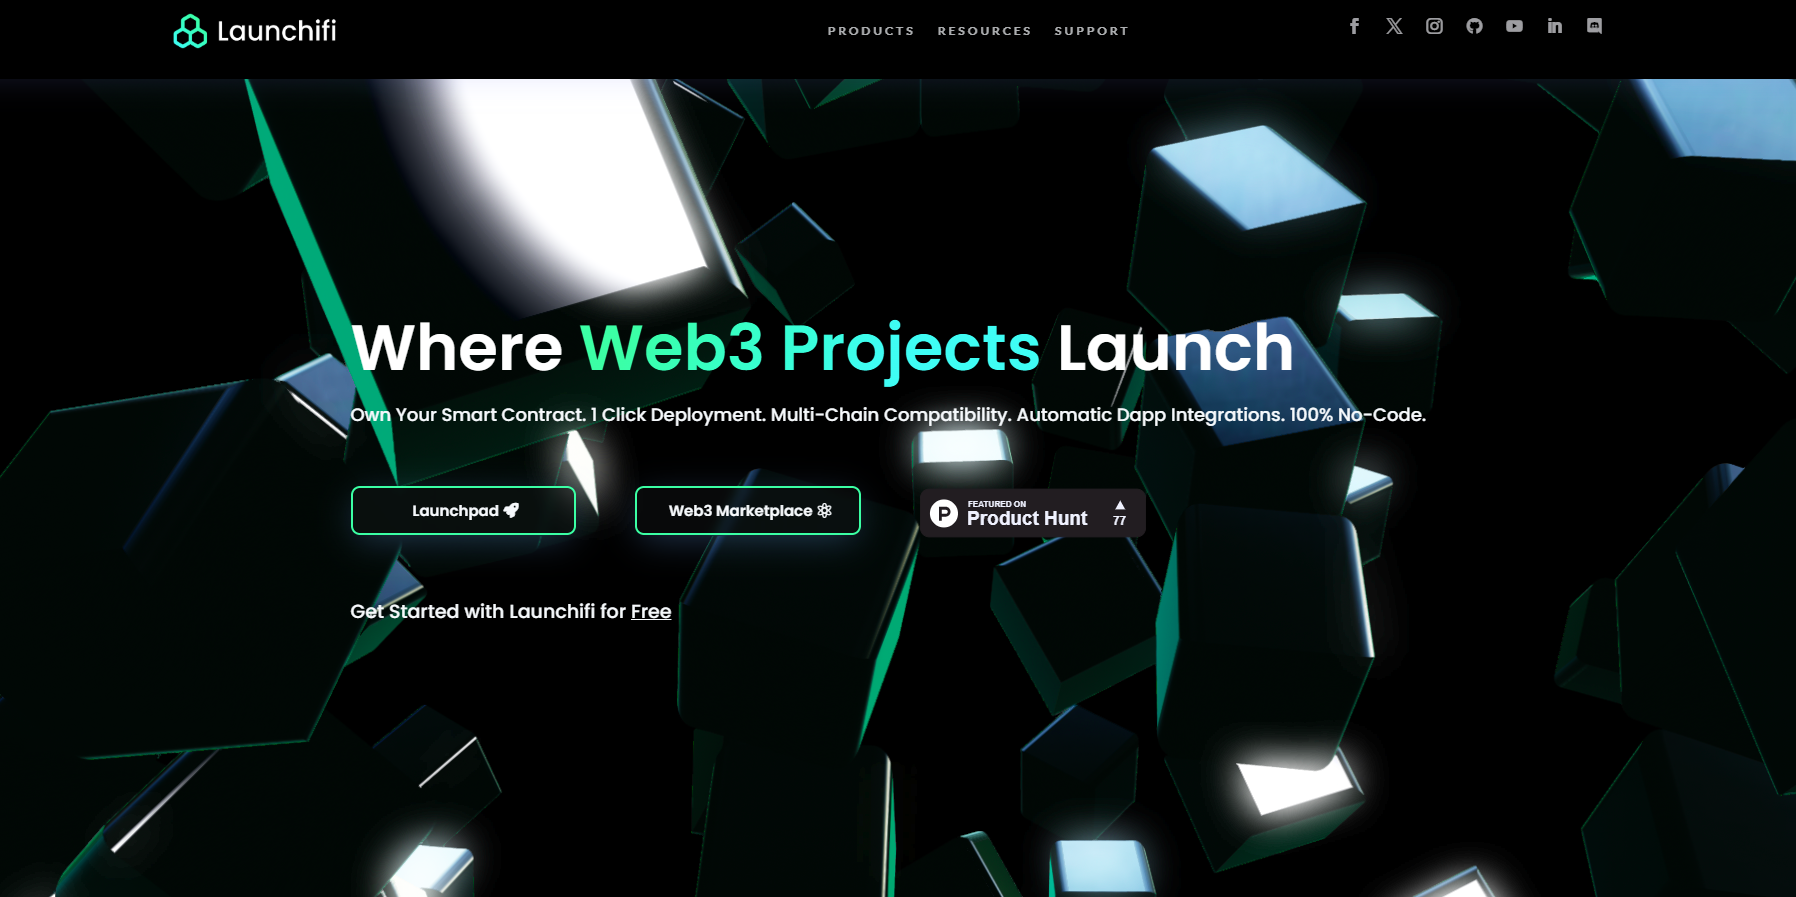 Launchifi
PRODUCTS RESOURCES SUPPORT
Where Web3 Projects Launch
Own Your Smart Contract. 1 Click Deployment. Multi-Chain Compatibility. Automatic Dapp Integrations. 100% No-Code.
Launchpad
Web3 Marketplace
FEATURED ON
Product Hunt
77
Get Started with Launchifi for Free